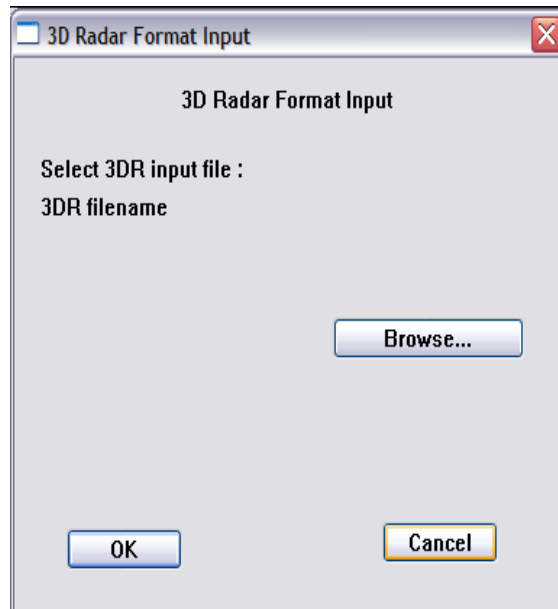 3D Radar Format Input
3D Radar Format Input
Select 3DR input file :
3DR filename
Browse...
OK
Cancel